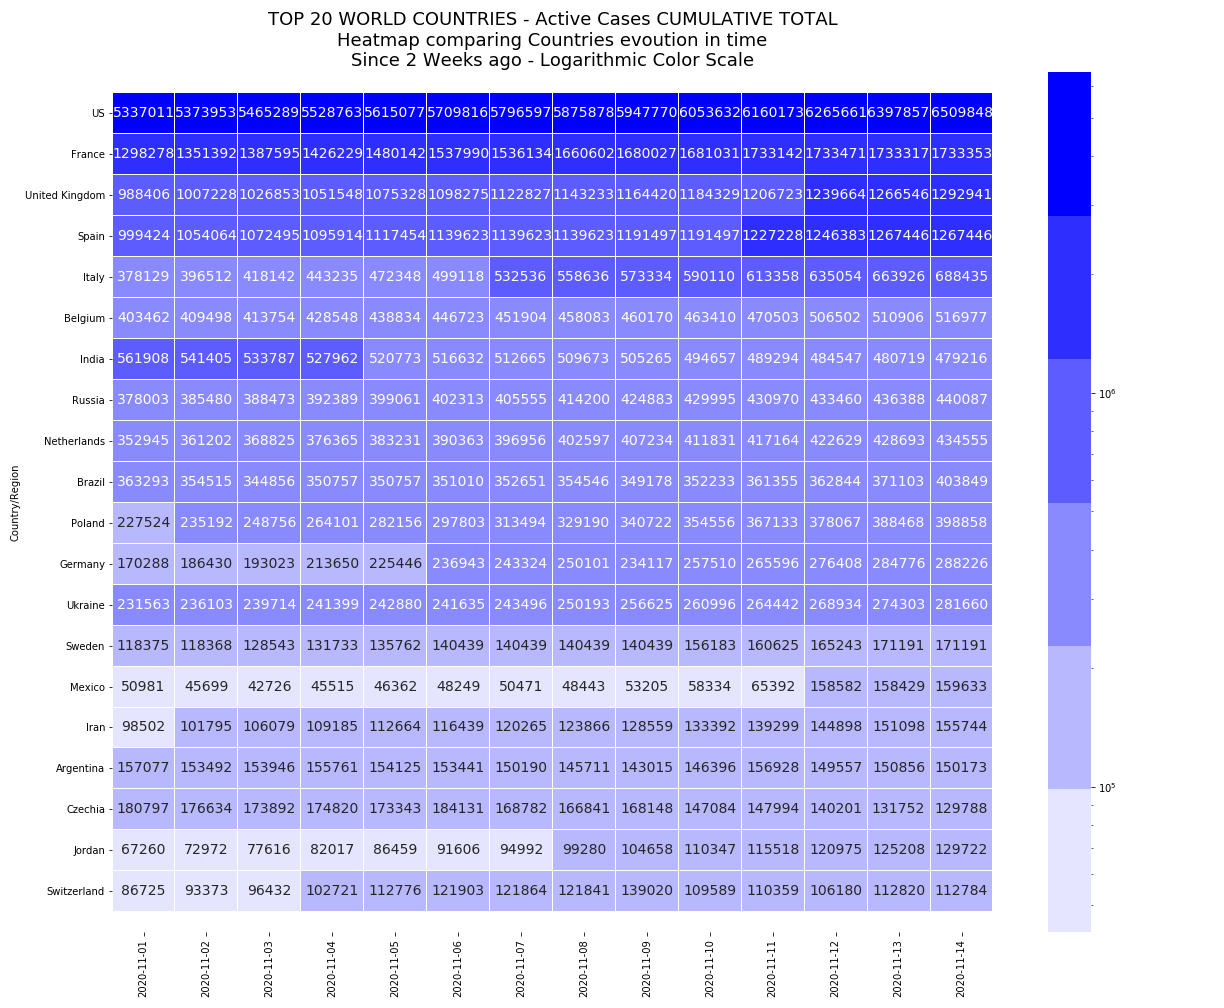 TOP 20 WORLD COUNTRIES - Active Cases CUMULATIVE TOTAL
Heatmap comparing Countries evoution in time
Since 2 Weeks ago - Logarithmic Color Scale
Country/Region
US 5337011 5373953 5465289 5528763 5615077 5709816 5796597 5875878 5947770 6053632 6160173 6265661 6397857 6509848
France 1298278 1351392 1387595 1426229 1480142 1537990 1536134 1660602 1680027 1681031 1733142 1733471 1733317 1733353
United Kingdom 988406 1007228 1026853 1051548 1075328 1098275 1122827 1143233 1164420 1184329 1206723 1239664 1266546 1292941
Spain 999424 1054064 1072495 1095914 1117454 1139623 1139623 1139623 1191497 1191497 1227228 1246383 1267446 1267446
Italy 378129 396512 418142 443235 472348 499118 532536 558636 573334 590110 613358 635054 663926 688435
Belgium 403462 409498 413754 428548 438834 446723 451904 458083 460170 463410 470503 506502 510906 516977
India 561908 541405 533787 527962 520773 516632 512665 509673 505265 494657 489294 484547 480719 479216
Russia 378003 385480 388473 392389 399061 402313 405555 414200 424883 429995 430970 433460 436388 440087
Netherlands 352945 361202 368825 376365 383231 390363 396956 402597 407234 411831 417164 422629 428693 434555
Brazil 363293 354515 344856 350757 350757 351010 352651 354546 349178 352233 361355 362844 371103 403849
Poland 227524 235192 248756 264101 282156 297803 313494 329190 340722 354556 367133 378067 388468 398858
Germany 170288 186430 193023 213650 225446 236943 243324 250101 234117 257510 265596 276408 284776 288226
Ukraine 231563 236103 239714 241399 242880 241635 243496 250193 256625 260996 264442 268934 274303 281660
Sweden 118375 118368 128543 131733 135762 140439 140439 140439 140439 156183 160625 165243 171191 171191
Mexico 50981 45699 42726 45515 46362 48249 50471 48443 53205 58334 65392 158582 158429 159633
Iran 98502 101795 106079 109185 112664 116439 120265 123866 128559 133392 139299 144898 151098 155744
Argentina 157077 153492 153946 155761 154125 153441 150190 145711 143015 146396 156928 149557 150856 150173
Czechia 180797 176634 173892 174820 173343 184131 168782 166841 168148 147084 147994 140201 131752 129788
Jordan 67260 72972 77616 82017 86459 91606 94992 99280 104658 110347 115518 120975 125208 129722
Switzerland 86725 93373 96432 102721 112776 121903 121864 121841 139020 109589 110359 106180 112820 112784
2020-11-01 2020-11-02 2020-11-03 2020-11-04 2020-11-05 2020-11-06 2020-11-07 2020-11-08 2020-11-09 2020-11-10 2020-11-11 2020-11-12 2020-11-13 2020-11-14
10⁶
10⁵